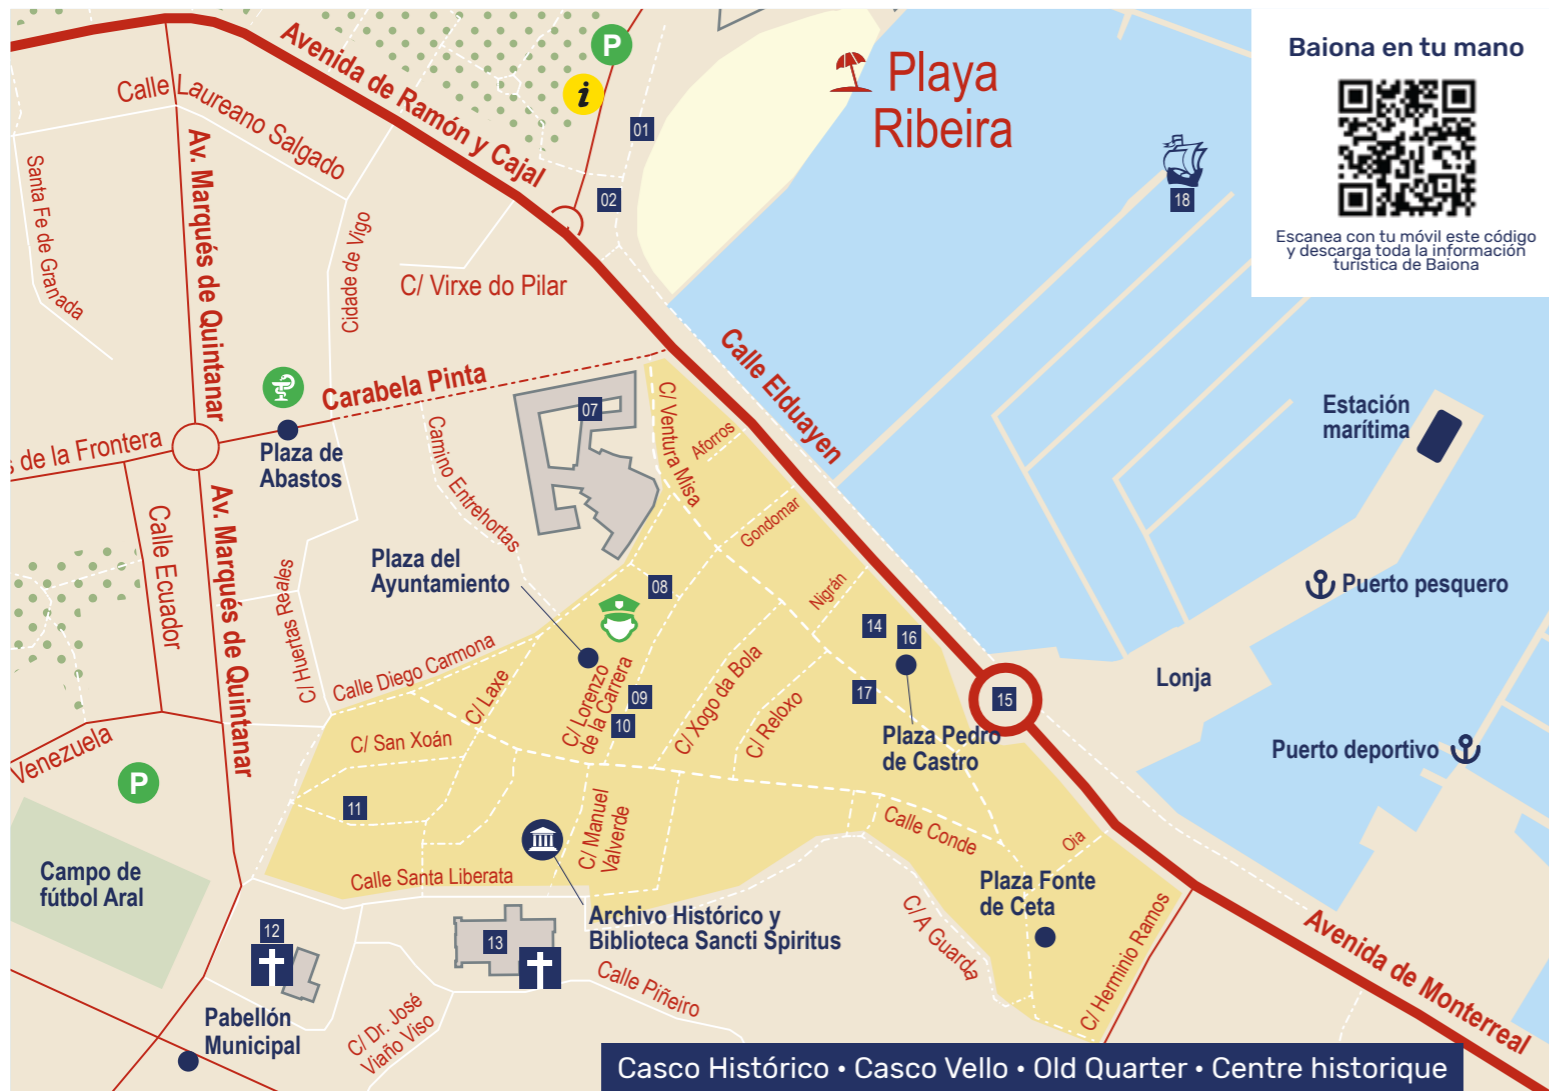 Baiona en tu mano
Escanea con tu móvil este código
y descarga toda la información
turística de Baiona
Avenida de Ramón y Cajal
P
i
01
02
Playa
Ribeira
18
Calle Laureano Salgado
Av. Marqués de Quintanar
Santa Fe de Granada
Cidade de Vigo
C/ Virxe do Pilar
Calle Elduayen
Carabela Pinta
s de la Frontera
Plaza de
Abastos
07
C/ Ventura Misa
Aforros
Camino Entrehortas
Gondomar
Estación
marítima
Av. Marqués de Quintanar
Calle Ecuador
C/ Huertas Reales
Plaza del
Ayuntamiento
08
Nigrán
14
16
Puerto pesquero
Calle Diego Carmona
C/ Laxe
C/ Lorenzo
de la Carrera
09
10
C/ Xogo da Bola
C/ Reloxo
17
15
Lonja
Plaza Pedro
de Castro
Puerto deportivo
Venezuela
P
C/ San Xoán
11
C/ Manuel
Valverde
Calle Conde
Oia
Campo de
fútbol Aral
Calle Santa Liberata
Plaza Fonte
de Ceta
Archivo Histórico y
Biblioteca Sancti Spiritus
12
13
C/ A Guarda
C/ Herminio Ramos
Avenida de Monterreal
Calle Piñeiro
Pabellón
Municipal
C/ Dr. José
Viaño Viso
Casco Histórico • Casco Vello • Old Quarter • Centre historique